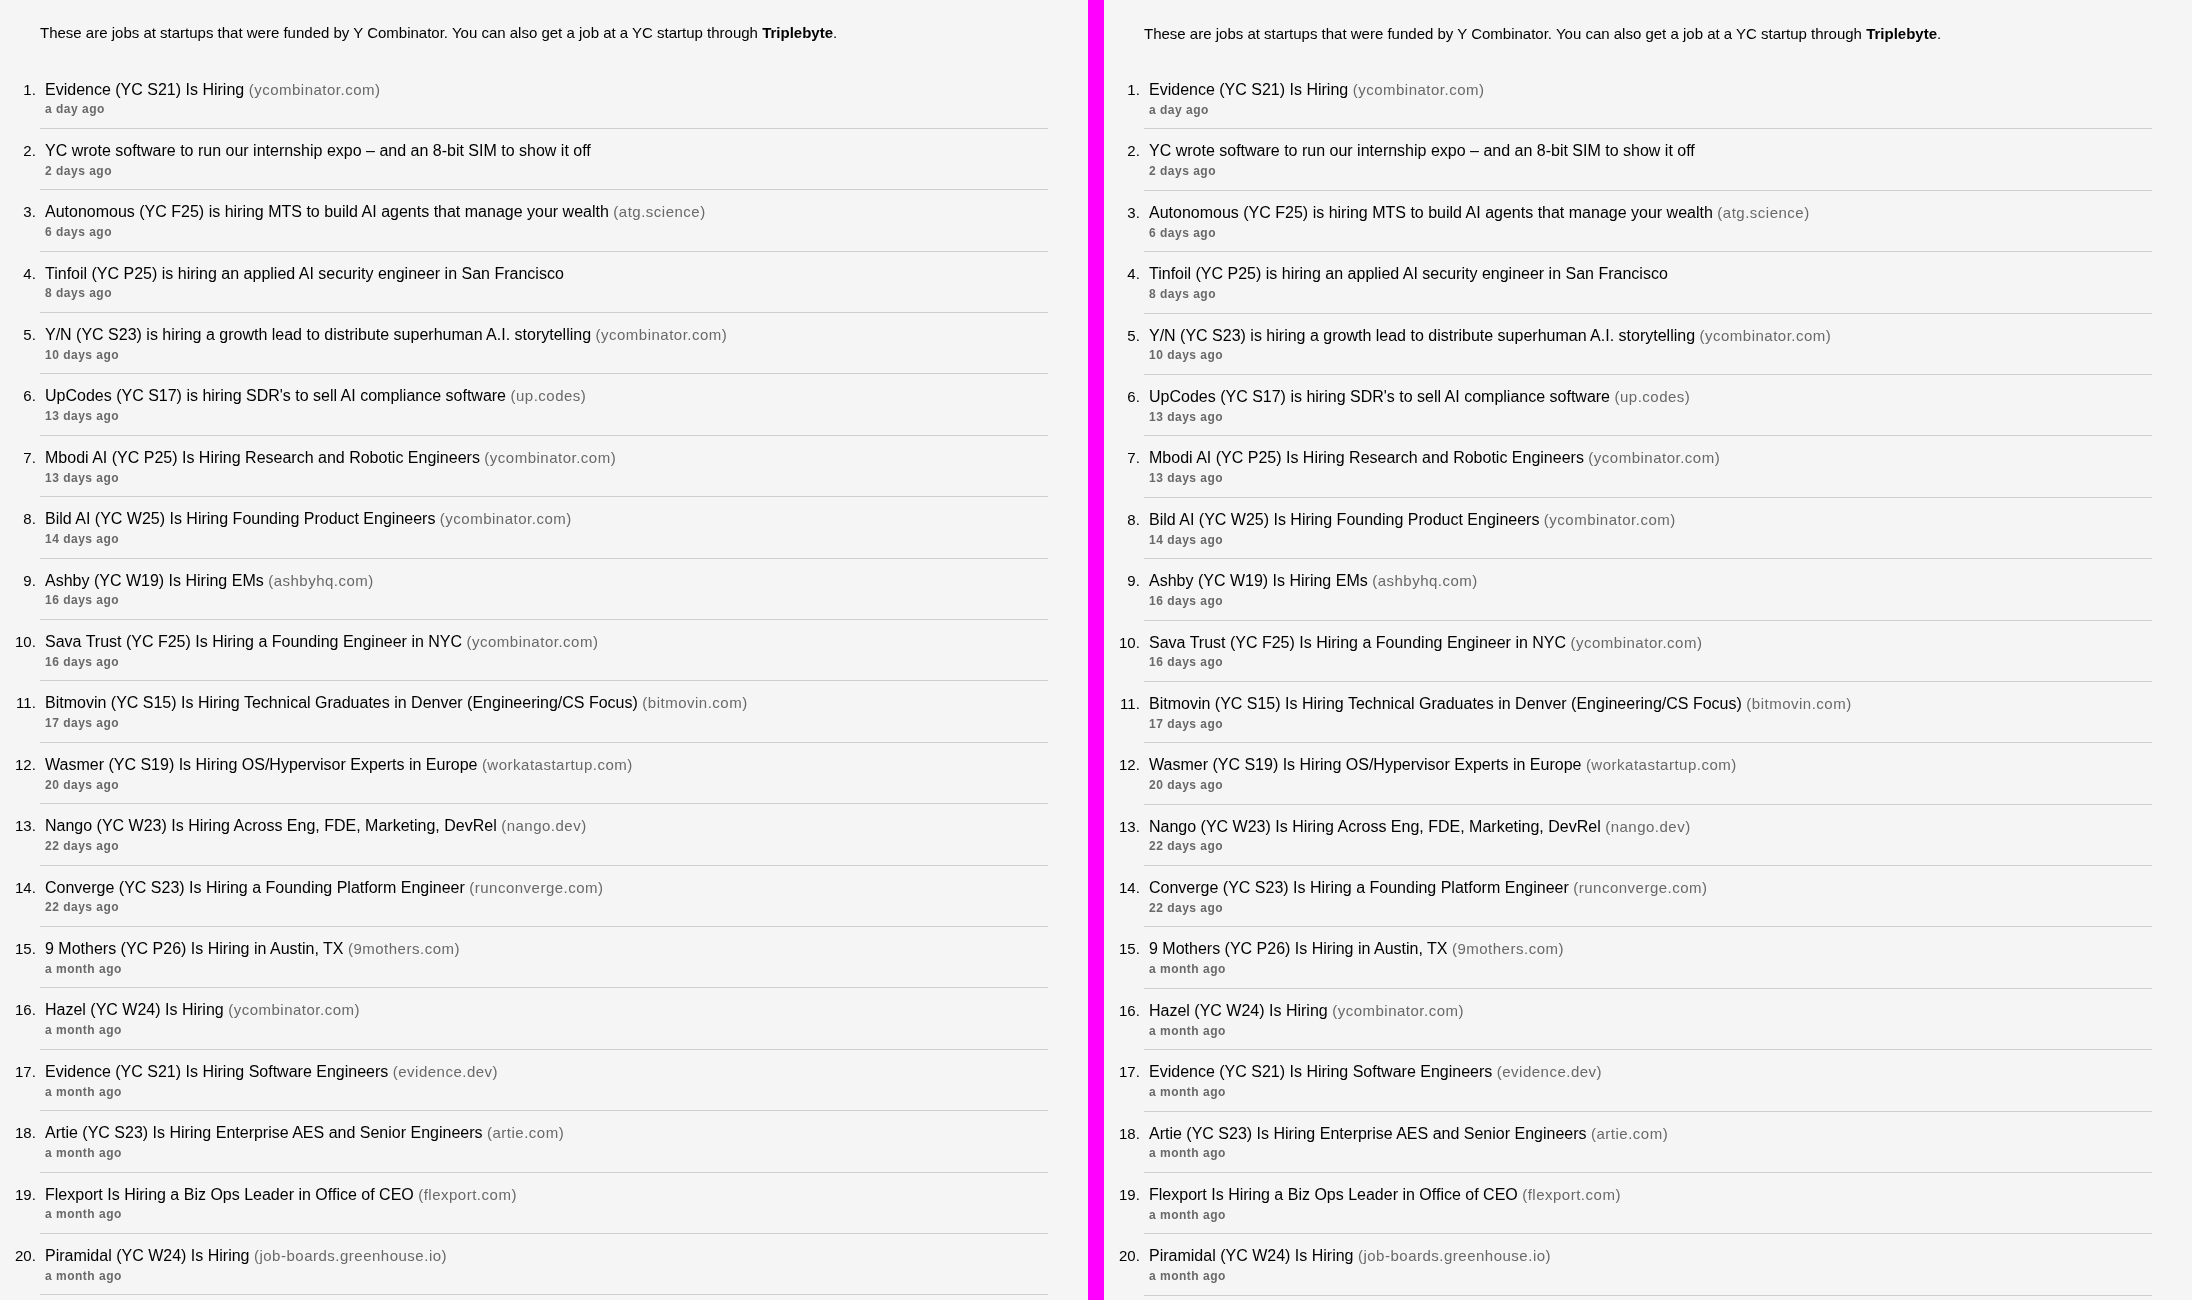 These are jobs at startups that were funded by Y Combinator. You can also get a job at a YC startup through Triplebyte.
1. Evidence (YC S21) Is Hiring (ycombinator.com)
a day ago
2. YC wrote software to run our internship expo – and an 8-bit SIM to show it off
2 days ago
3. Autonomous (YC F25) is hiring MTS to build AI agents that manage your wealth (atg.science)
6 days ago
4. Tinfoil (YC P25) is hiring an applied AI security engineer in San Francisco
8 days ago
5. Y/N (YC S23) is hiring a growth lead to distribute superhuman A.I. storytelling (ycombinator.com)
10 days ago
6. UpCodes (YC S17) is hiring SDR's to sell AI compliance software (up.codes)
13 days ago
7. Mbodi AI (YC P25) Is Hiring Research and Robotic Engineers (ycombinator.com)
13 days ago
8. Bild AI (YC W25) Is Hiring Founding Product Engineers (ycombinator.com)
14 days ago
9. Ashby (YC W19) Is Hiring EMs (ashbyhq.com)
16 days ago
10. Sava Trust (YC F25) Is Hiring a Founding Engineer in NYC (ycombinator.com)
16 days ago
11. Bitmovin (YC S15) Is Hiring Technical Graduates in Denver (Engineering/CS Focus) (bitmovin.com)
17 days ago
12. Wasmer (YC S19) Is Hiring OS/Hypervisor Experts in Europe (workatastartup.com)
20 days ago
13. Nango (YC W23) Is Hiring Across Eng, FDE, Marketing, DevRel (nango.dev)
22 days ago
14. Converge (YC S23) Is Hiring a Founding Platform Engineer (runconverge.com)
22 days ago
15. 9 Mothers (YC P26) Is Hiring in Austin, TX (9mothers.com)
a month ago
16. Hazel (YC W24) Is Hiring (ycombinator.com)
a month ago
17. Evidence (YC S21) Is Hiring Software Engineers (evidence.dev)
a month ago
18. Artie (YC S23) Is Hiring Enterprise AES and Senior Engineers (artie.com)
a month ago
19. Flexport Is Hiring a Biz Ops Leader in Office of CEO (flexport.com)
a month ago
20. Piramidal (YC W24) Is Hiring (job-boards.greenhouse.io)
a month ago
These are jobs at startups that were funded by Y Combinator. You can also get a job at a YC startup through Triplebyte.
1. Evidence (YC S21) Is Hiring (ycombinator.com)
a day ago
2. YC wrote software to run our internship expo – and an 8-bit SIM to show it off
2 days ago
3. Autonomous (YC F25) is hiring MTS to build AI agents that manage your wealth (atg.science)
6 days ago
4. Tinfoil (YC P25) is hiring an applied AI security engineer in San Francisco
8 days ago
5. Y/N (YC S23) is hiring a growth lead to distribute superhuman A.I. storytelling (ycombinator.com)
10 days ago
6. UpCodes (YC S17) is hiring SDR's to sell AI compliance software (up.codes)
13 days ago
7. Mbodi AI (YC P25) Is Hiring Research and Robotic Engineers (ycombinator.com)
13 days ago
8. Bild AI (YC W25) Is Hiring Founding Product Engineers (ycombinator.com)
14 days ago
9. Ashby (YC W19) Is Hiring EMs (ashbyhq.com)
16 days ago
10. Sava Trust (YC F25) Is Hiring a Founding Engineer in NYC (ycombinator.com)
16 days ago
11. Bitmovin (YC S15) Is Hiring Technical Graduates in Denver (Engineering/CS Focus) (bitmovin.com)
17 days ago
12. Wasmer (YC S19) Is Hiring OS/Hypervisor Experts in Europe (workatastartup.com)
20 days ago
13. Nango (YC W23) Is Hiring Across Eng, FDE, Marketing, DevRel (nango.dev)
22 days ago
14. Converge (YC S23) Is Hiring a Founding Platform Engineer (runconverge.com)
22 days ago
15. 9 Mothers (YC P26) Is Hiring in Austin, TX (9mothers.com)
a month ago
16. Hazel (YC W24) Is Hiring (ycombinator.com)
a month ago
17. Evidence (YC S21) Is Hiring Software Engineers (evidence.dev)
a month ago
18. Artie (YC S23) Is Hiring Enterprise AES and Senior Engineers (artie.com)
a month ago
19. Flexport Is Hiring a Biz Ops Leader in Office of CEO (flexport.com)
a month ago
20. Piramidal (YC W24) Is Hiring (job-boards.greenhouse.io)
a month ago